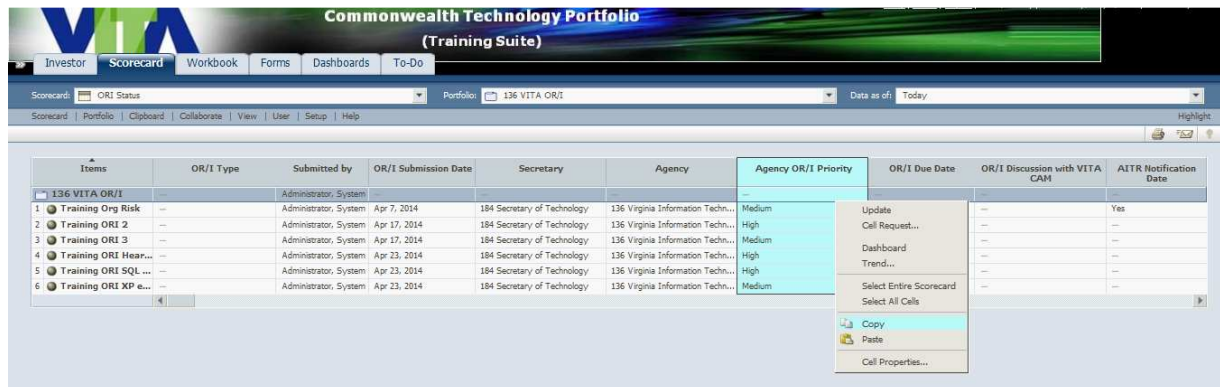 VITA
Commonwealth Technology Portfolio
(Training Suite)
Investor Scorecard Workbook Forms Dashboards To-Do
Scorecard: ORI Status Portfolio: 136 VITA OR/I Data as of: Today
Scorecard | Portfolio | Clipboard | Collaborate | View | User | Setup | Help Highlight
Items OR/I Type Submitted by OR/I Submission Date Secretary Agency Agency OR/I Priority OR/I Due Date OR/I Discussion with VITA CAM AITR Notification Date
136 VITA OR/I -- Administrator, System -- -- -- --
1 Training Org Risk -- Administrator, System Apr 7, 2014 184 Secretary of Technology 136 Virginia Information Techn... Medium -- Yes
2 Training ORI 2 -- Administrator, System Apr 17, 2014 184 Secretary of Technology 136 Virginia Information Techn... High -- --
3 Training ORI 3 -- Administrator, System Apr 17, 2014 184 Secretary of Technology 136 Virginia Information Techn... Medium -- --
4 Training ORI Hear... -- Administrator, System Apr 23, 2014 184 Secretary of Technology 136 Virginia Information Techn... High -- --
5 Training ORI SQL ... -- Administrator, System Apr 23, 2014 184 Secretary of Technology 136 Virginia Information Techn... High -- --
6 Training ORI XP e... -- Administrator, System Apr 23, 2014 184 Secretary of Technology 136 Virginia Information Techn... Medium -- --
Update
Cell Request...
Dashboard
Trend...
Select Entire Scorecard
Select All Cells
Copy
Paste
Cell Properties...